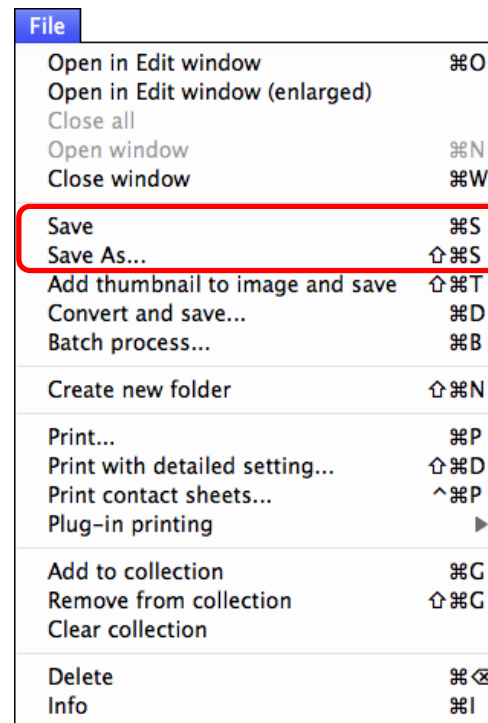 File
Open in Edit window ⌘O
Open in Edit window (enlarged)
Close all
Open window ⌘N
Close window ⌘W
Save ⌘S
Save As... ⇧⌘S
Add thumbnail to image and save ⇧⌘T
Convert and save... ⌘D
Batch process... ⌘B
Create new folder ⇧⌘N
Print... ⌘P
Print with detailed setting... ⇧⌘D
Print contact sheets... ^⌘P
Plug-in printing ▶
Add to collection ⌘G
Remove from collection ⇧⌘G
Clear collection
Delete ⌘⌫
Info ⌘I